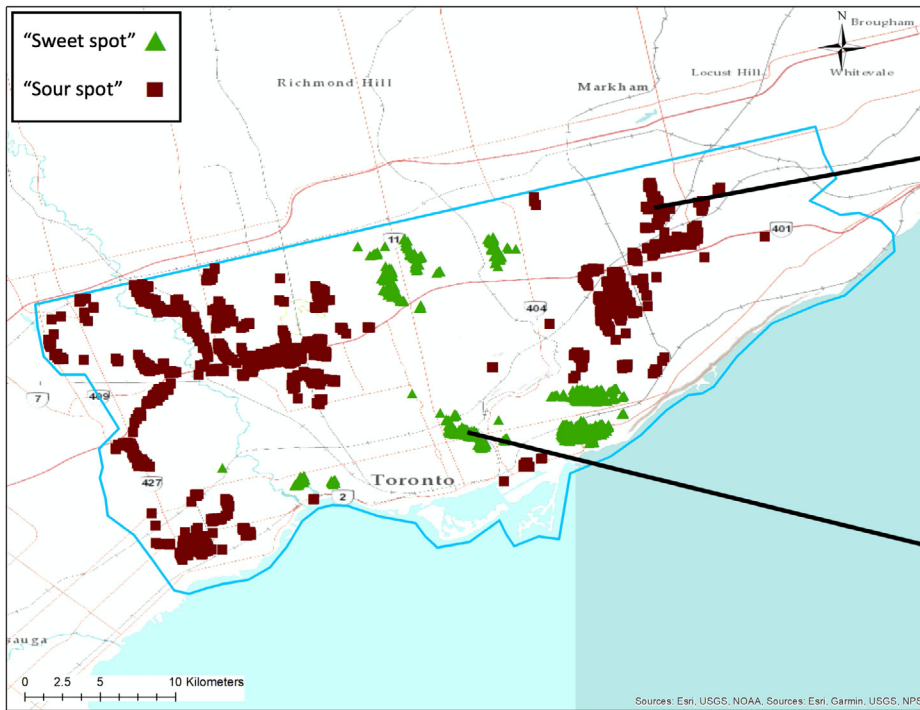 “Sweet spot”
“Sour spot”
N
Brougham
Richmond Hill
Markham
Locust Hill
Whitevale
11
401
404
7
409
427
Toronto
2
sauga
0 2.5 5 10 Kilometers
Sources: Esri, USGS, NOAA, Sources: Esri, Garmin, USGS, NPS